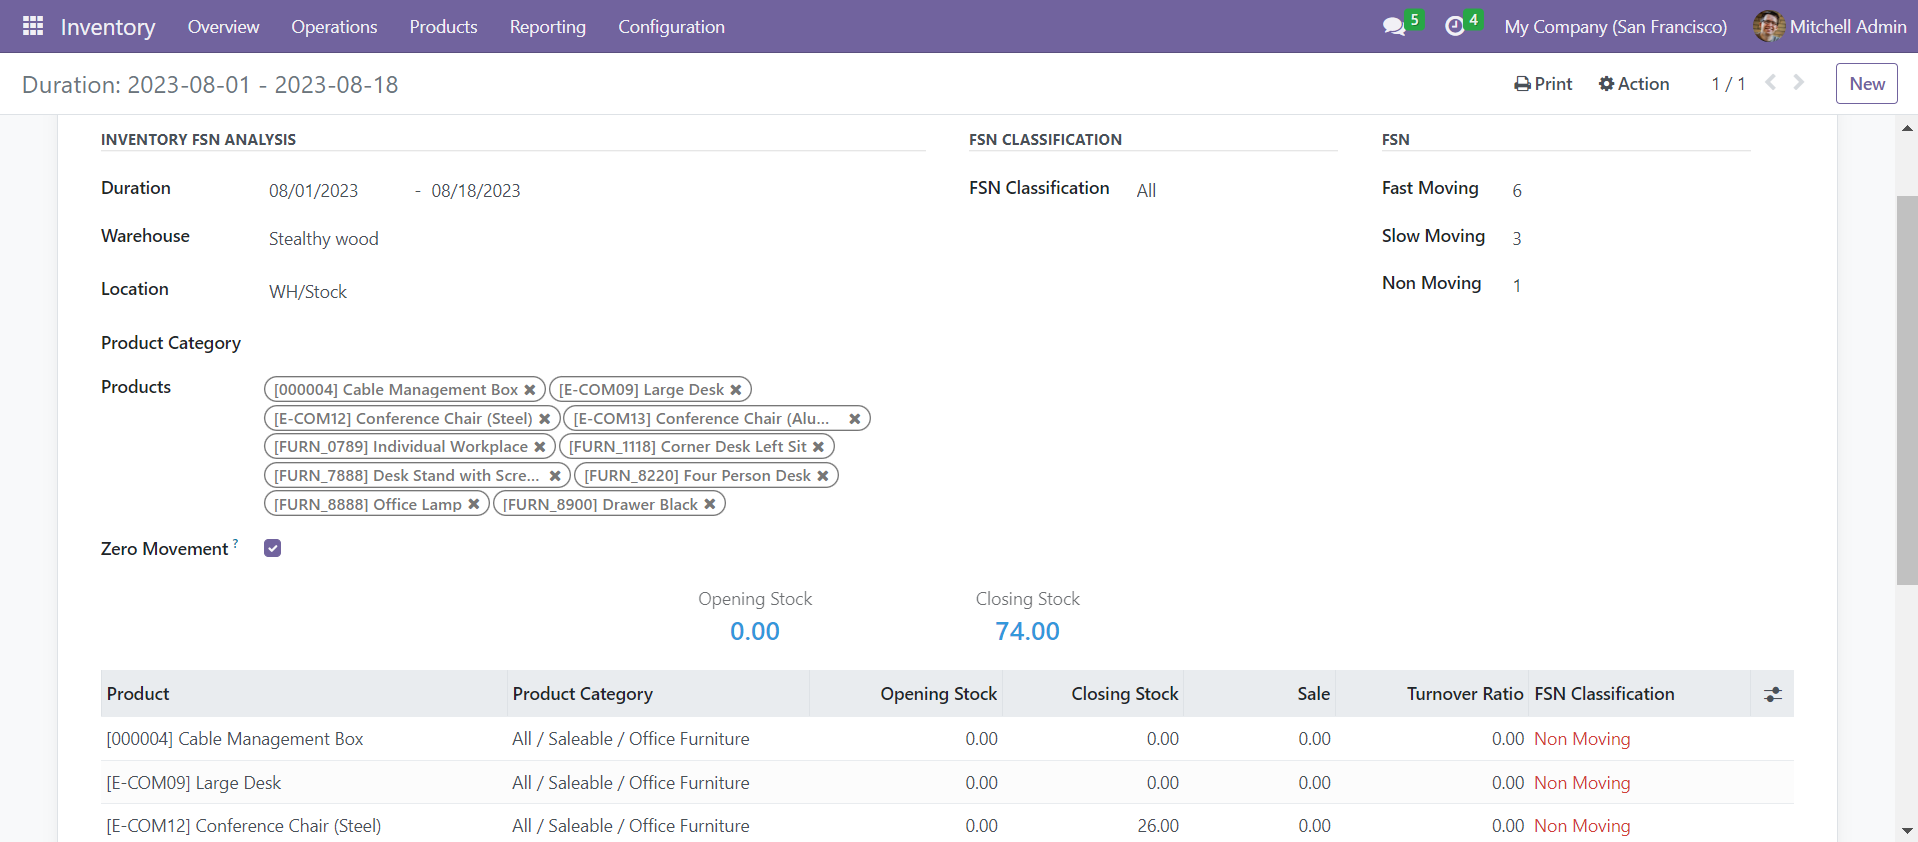 Inventory Overview Operations Products Reporting Configuration 5 4 My Company (San Francisco) Mitchell Admin
Duration: 2023-08-01 - 2023-08-18 Print Action 1 / 1 New
INVENTORY FSN ANALYSIS FSN CLASSIFICATION FSN
Duration 08/01/2023 - 08/18/2023 FSN Classification All Fast Moving 6
Warehouse Stealthy wood Slow Moving 3
Location WH/Stock Non Moving 1
Product Category
Products [000004] Cable Management Box [E-COM09] Large Desk
[E-COM12] Conference Chair (Steel) [E-COM13] Conference Chair (Alu...
[FURN_0789] Individual Workplace [FURN_1118] Corner Desk Left Sit
[FURN_7888] Desk Stand with Scre... [FURN_8220] Four Person Desk
[FURN_8888] Office Lamp [FURN_8900] Drawer Black
Zero Movement ?
Opening Stock Closing Stock
0.00 74.00
Product Product Category Opening Stock Closing Stock Sale Turnover Ratio FSN Classification
[000004] Cable Management Box All / Saleable / Office Furniture 0.00 0.00 0.00 0.00 Non Moving
[E-COM09] Large Desk All / Saleable / Office Furniture 0.00 0.00 0.00 0.00 Non Moving
[E-COM12] Conference Chair (Steel) All / Saleable / Office Furniture 0.00 26.00 0.00 0.00 Non Moving